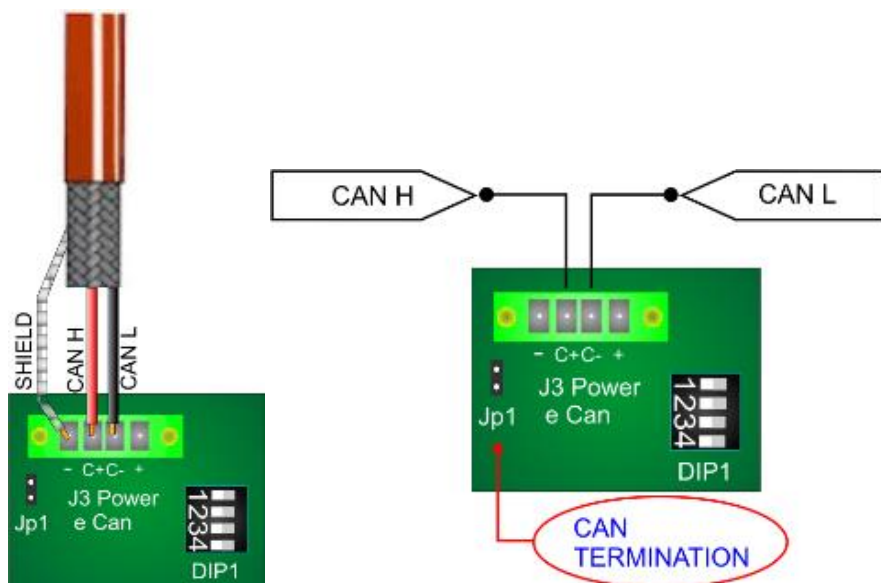 SHIELD
CAN H
CAN L
- C+C- +
J3 Power
e Can
Jp1
1234
DIP1
CAN H
CAN L
- C+C- +
J3 Power
e Can
Jp1
1234
DIP1
CAN
TERMINATION